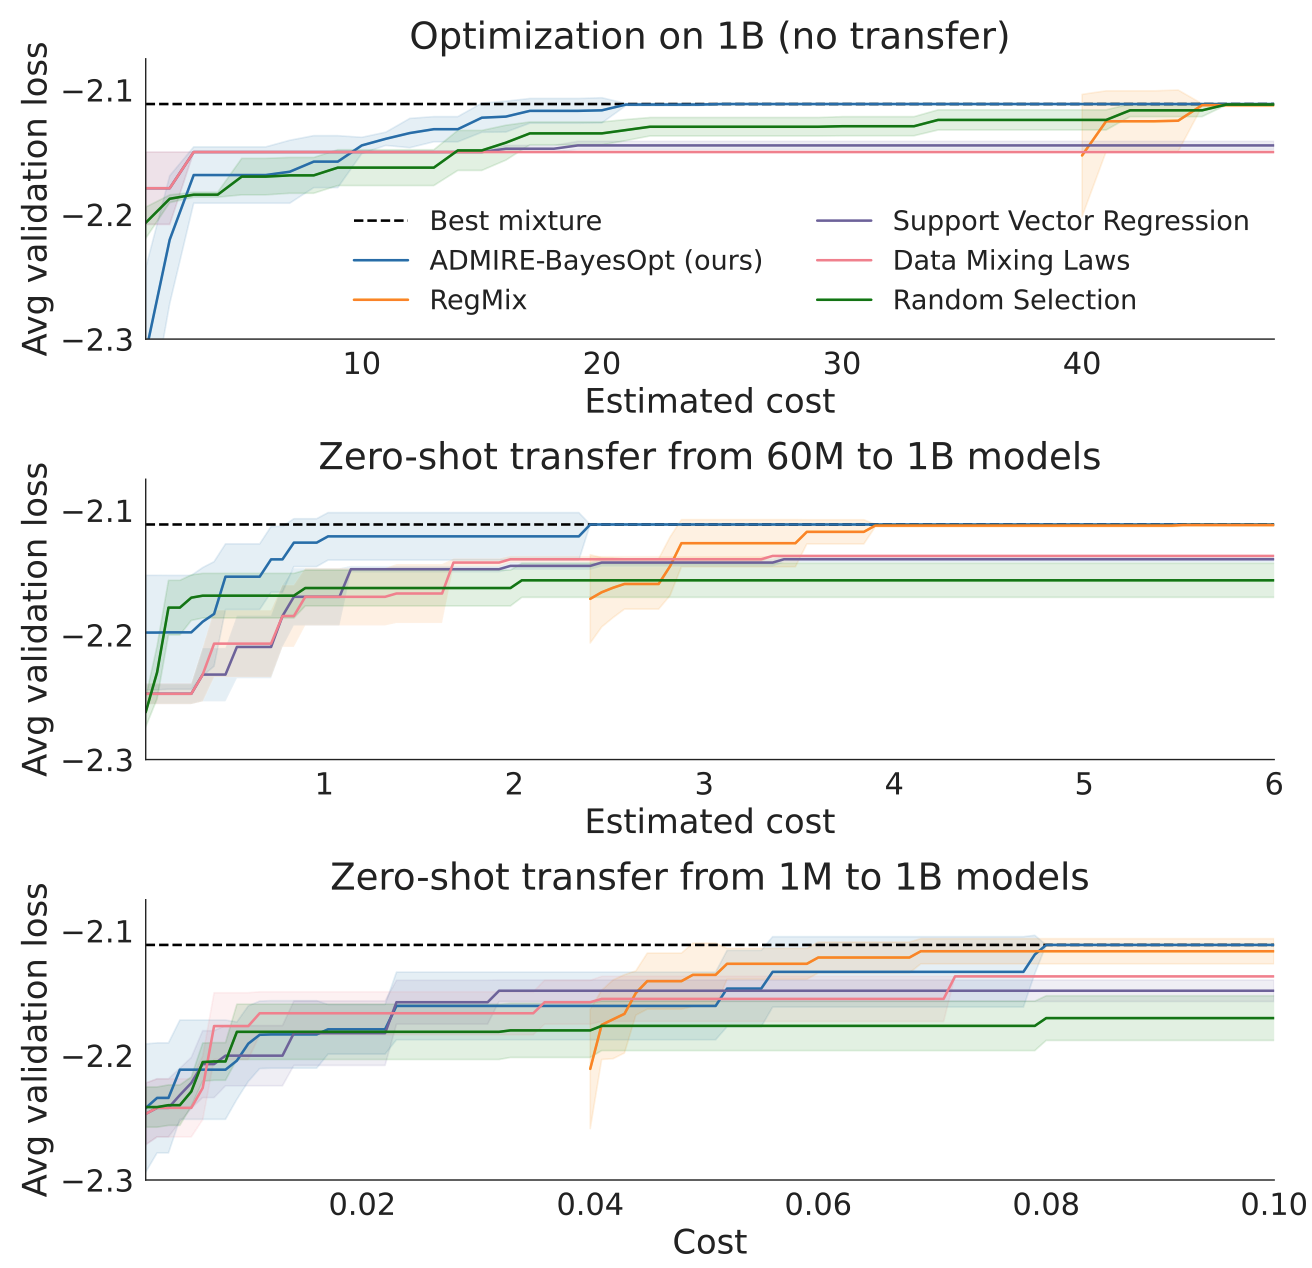 Optimization on 1B (no transfer)
Avg validation loss
−2.1
−2.2
−2.3
Best mixture
ADMIRE-BayesOpt (ours)
RegMix
Support Vector Regression
Data Mixing Laws
Random Selection
10 20 30 40
Estimated cost
Zero-shot transfer from 60M to 1B models
Avg validation loss
−2.1
−2.2
−2.3
1 2 3 4 5 6
Estimated cost
Zero-shot transfer from 1M to 1B models
Avg validation loss
−2.1
−2.2
−2.3
0.02 0.04 0.06 0.08 0.10
Cost